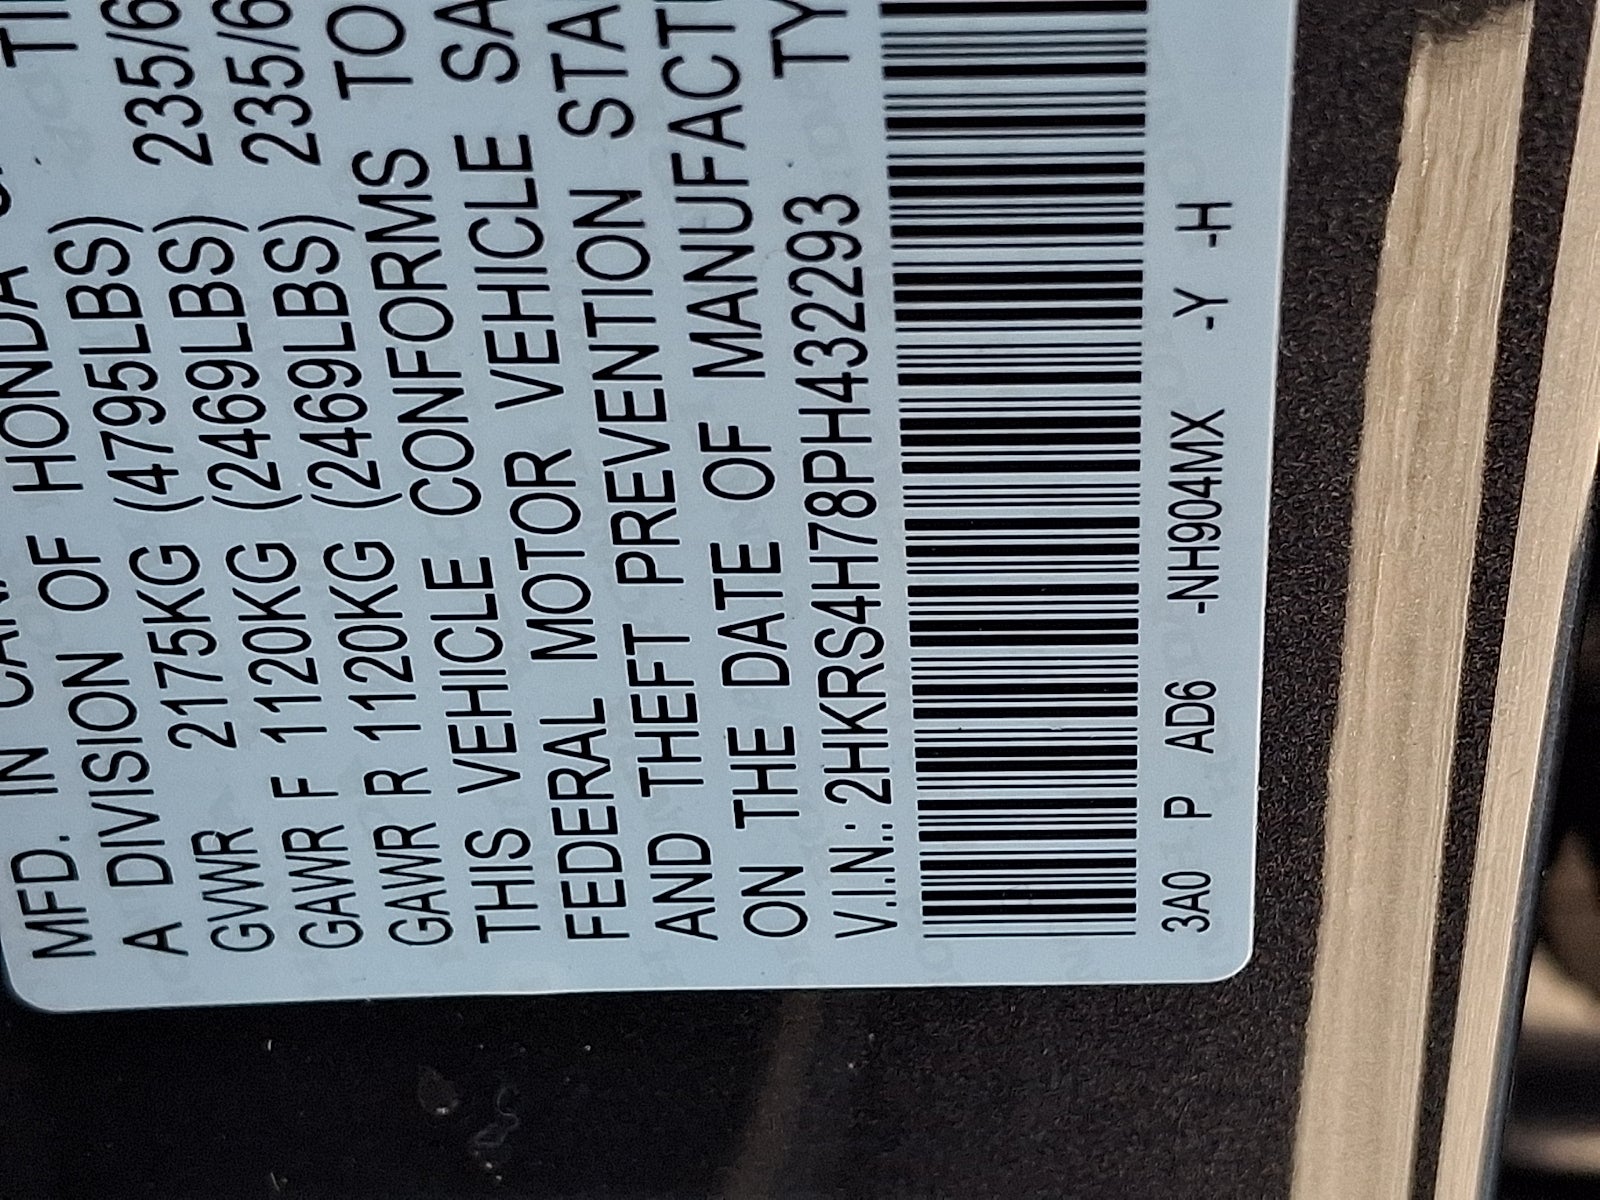 MFD. IN
A DIVISION OF HONDA
GVWR 2175KG (4795LBS)
GAWR F 1120KG (2469LBS) 235/6
GAWR R 1120KG (2469LBS) 235/6
THIS VEHICLE CONFORMS TO
FEDERAL MOTOR VEHICLE SA
AND THEFT PREVENTION STA
ON THE DATE OF MANUFACT
V.I.N.: 2HKRS4H78PH432293 TY
3A0 P AD6 -NH904MX -Y -H